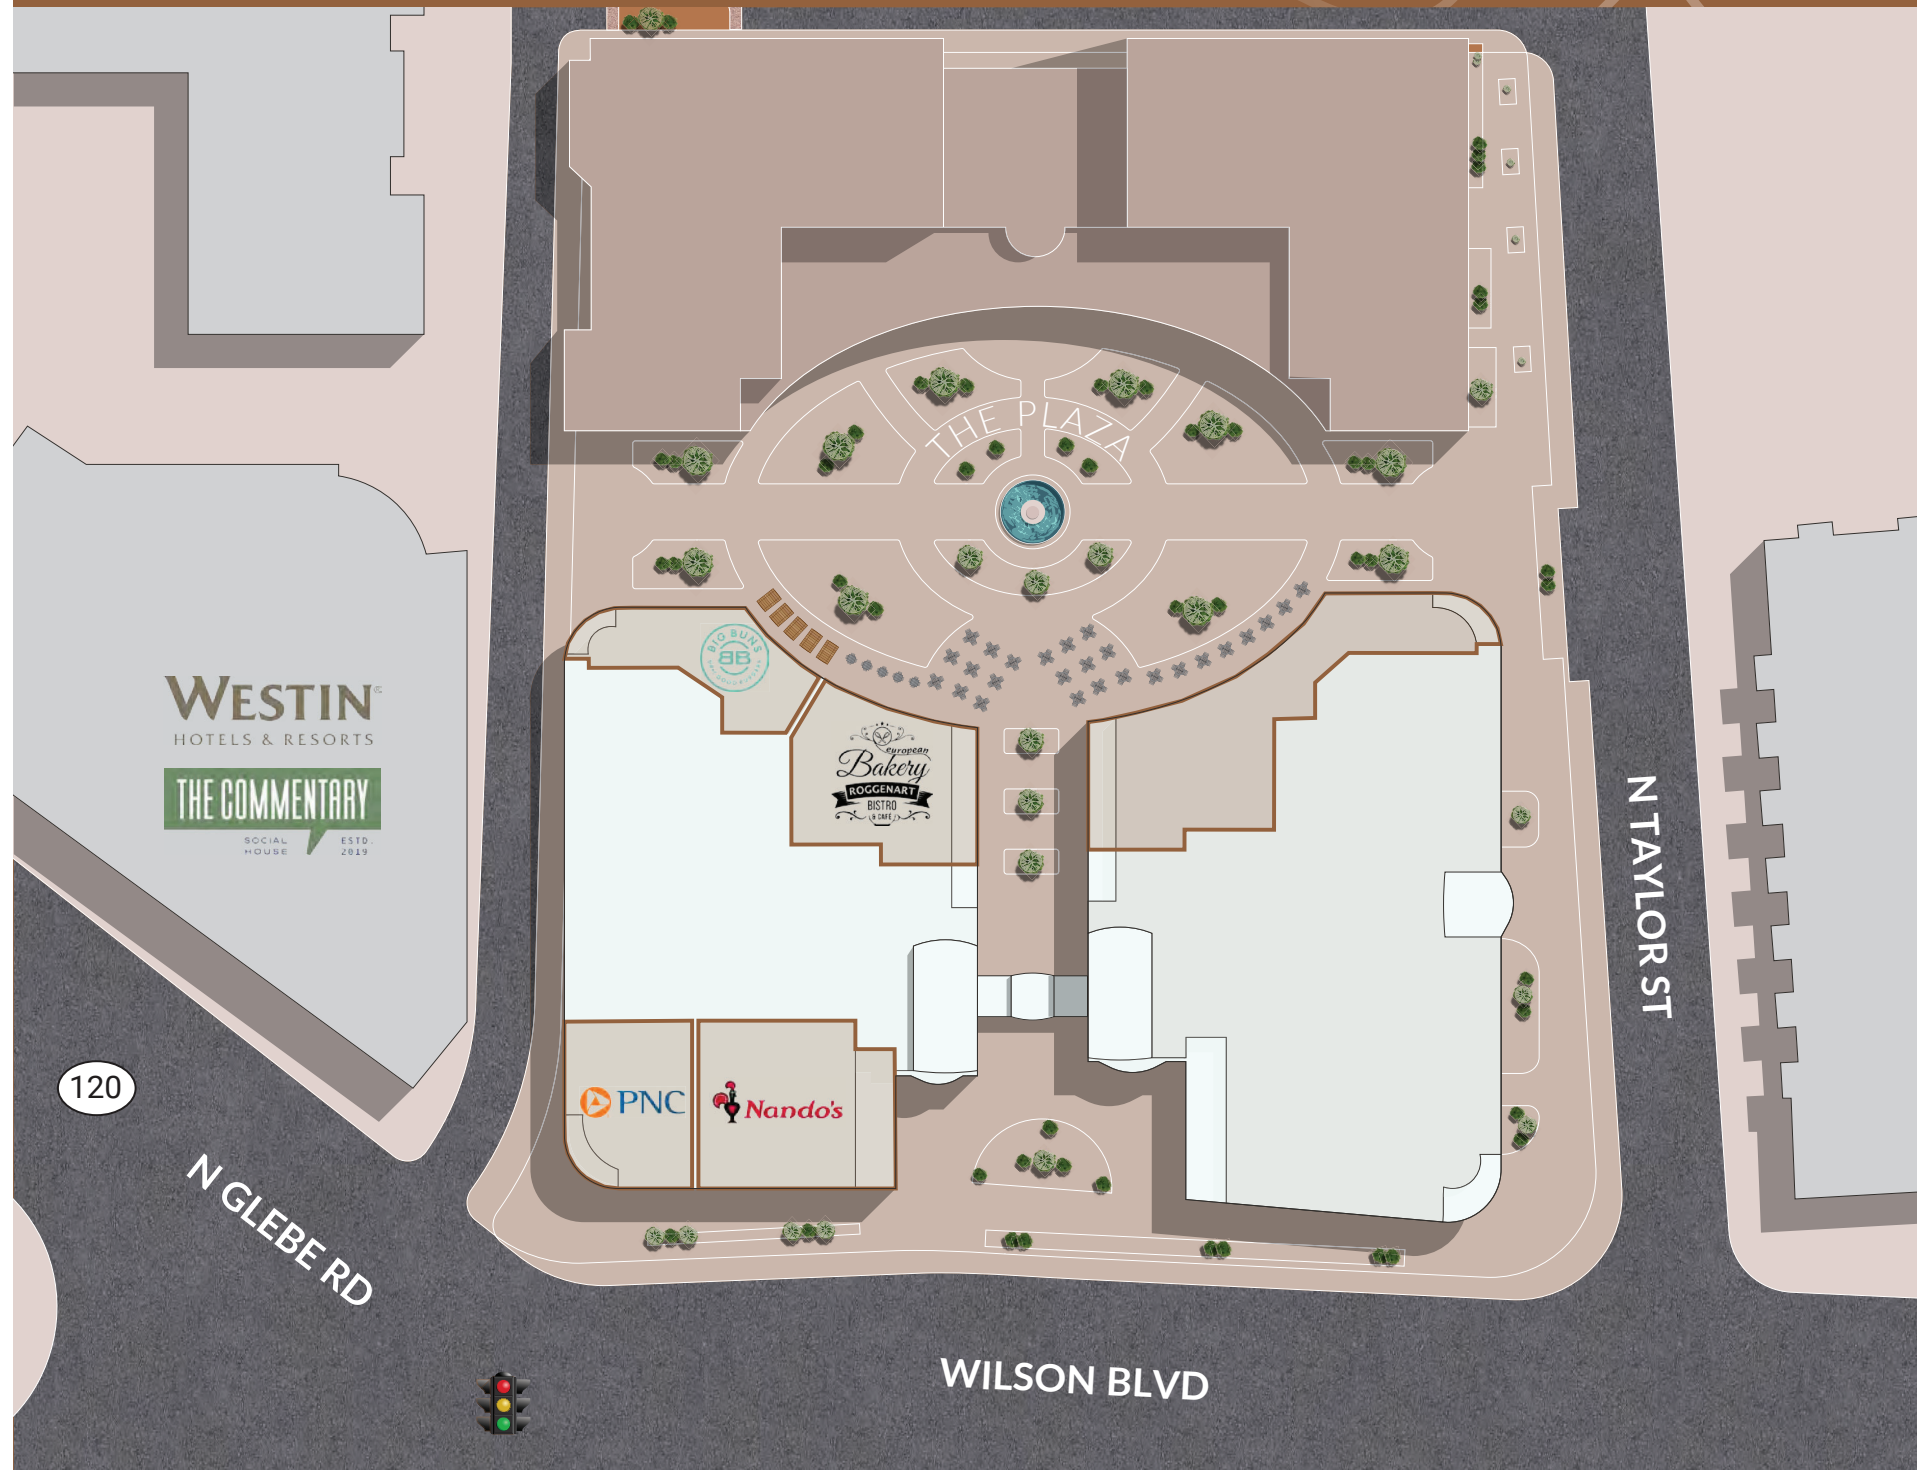 THE PLAZA
BIG BUNS
BB
european
Bakery
ROGGENART
BISTRO
& CAFÉ
WESTIN
HOTELS & RESORTS
THE COMMENTARY
SOCIAL HOUSE
ESTD. 2019
PNC
Nando's
120
N GLEBE RD
WILSON BLVD
N TAYLOR ST